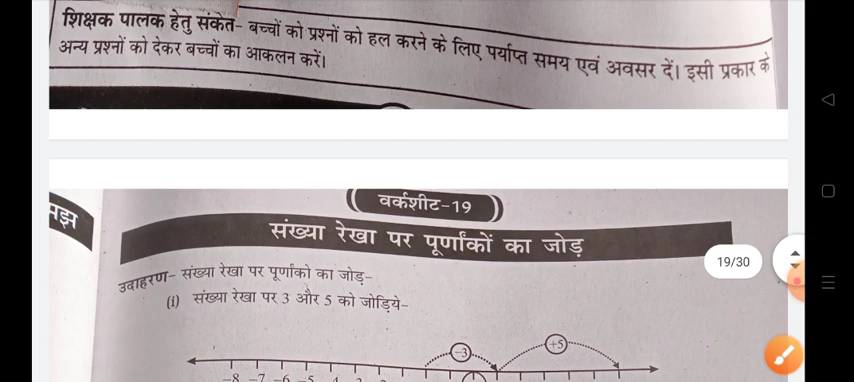 शिक्षक पालक हेतु संकेत- बच्चों को प्रश्नों को हल करने के लिए पर्याप्त समय एवं अवसर दें। इसी प्रकार के
अन्य प्रश्नों को देकर बच्चों का आकलन करें।
वर्कशीट-19
संख्या रेखा पर पूर्णांकों का जोड़
19/30
उदाहरण- संख्या रेखा पर पूर्णांको का जोड़-
(i) संख्या रेखा पर 3 और 5 को जोड़िये-
-3 +5
-8 -7 -6 -5